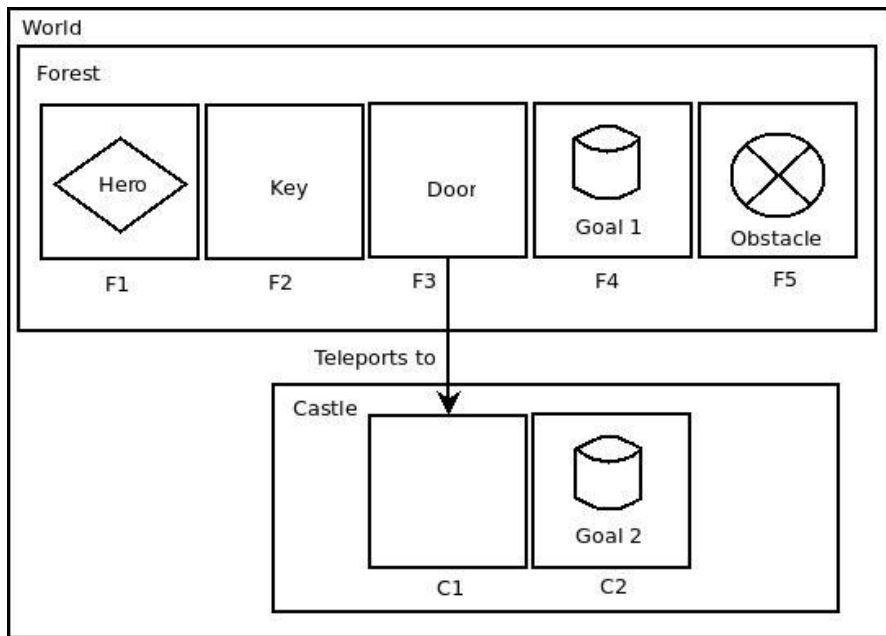 World
Forest
Hero
Key
Door
Goal 1
Obstacle
F1
F2
F3
F4
F5
Teleports to
Castle
Goal 2
C1
C2